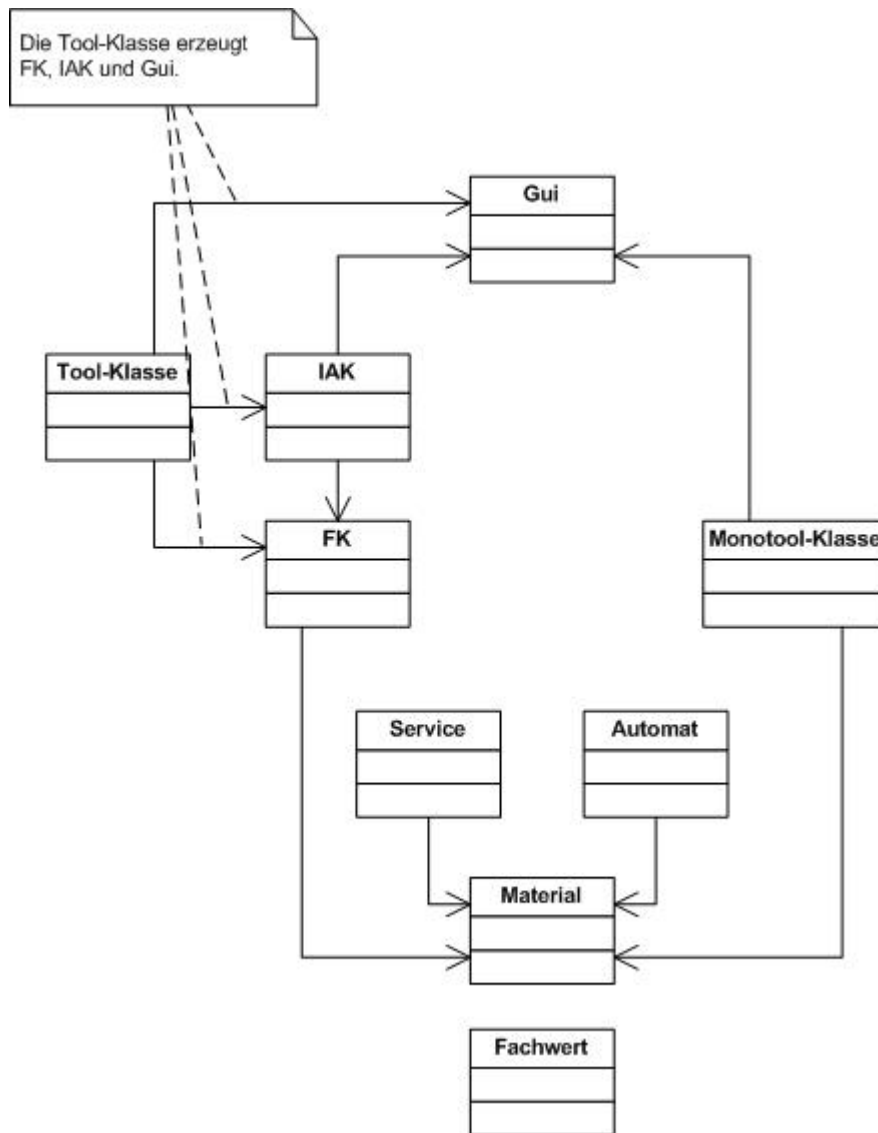 Die Tool-Klasse erzeugt
FK, IAK und Gui.
Gui
Tool-Klasse
IAK
FK
Monotool-Klasse
Service
Automat
Material
Fachwert